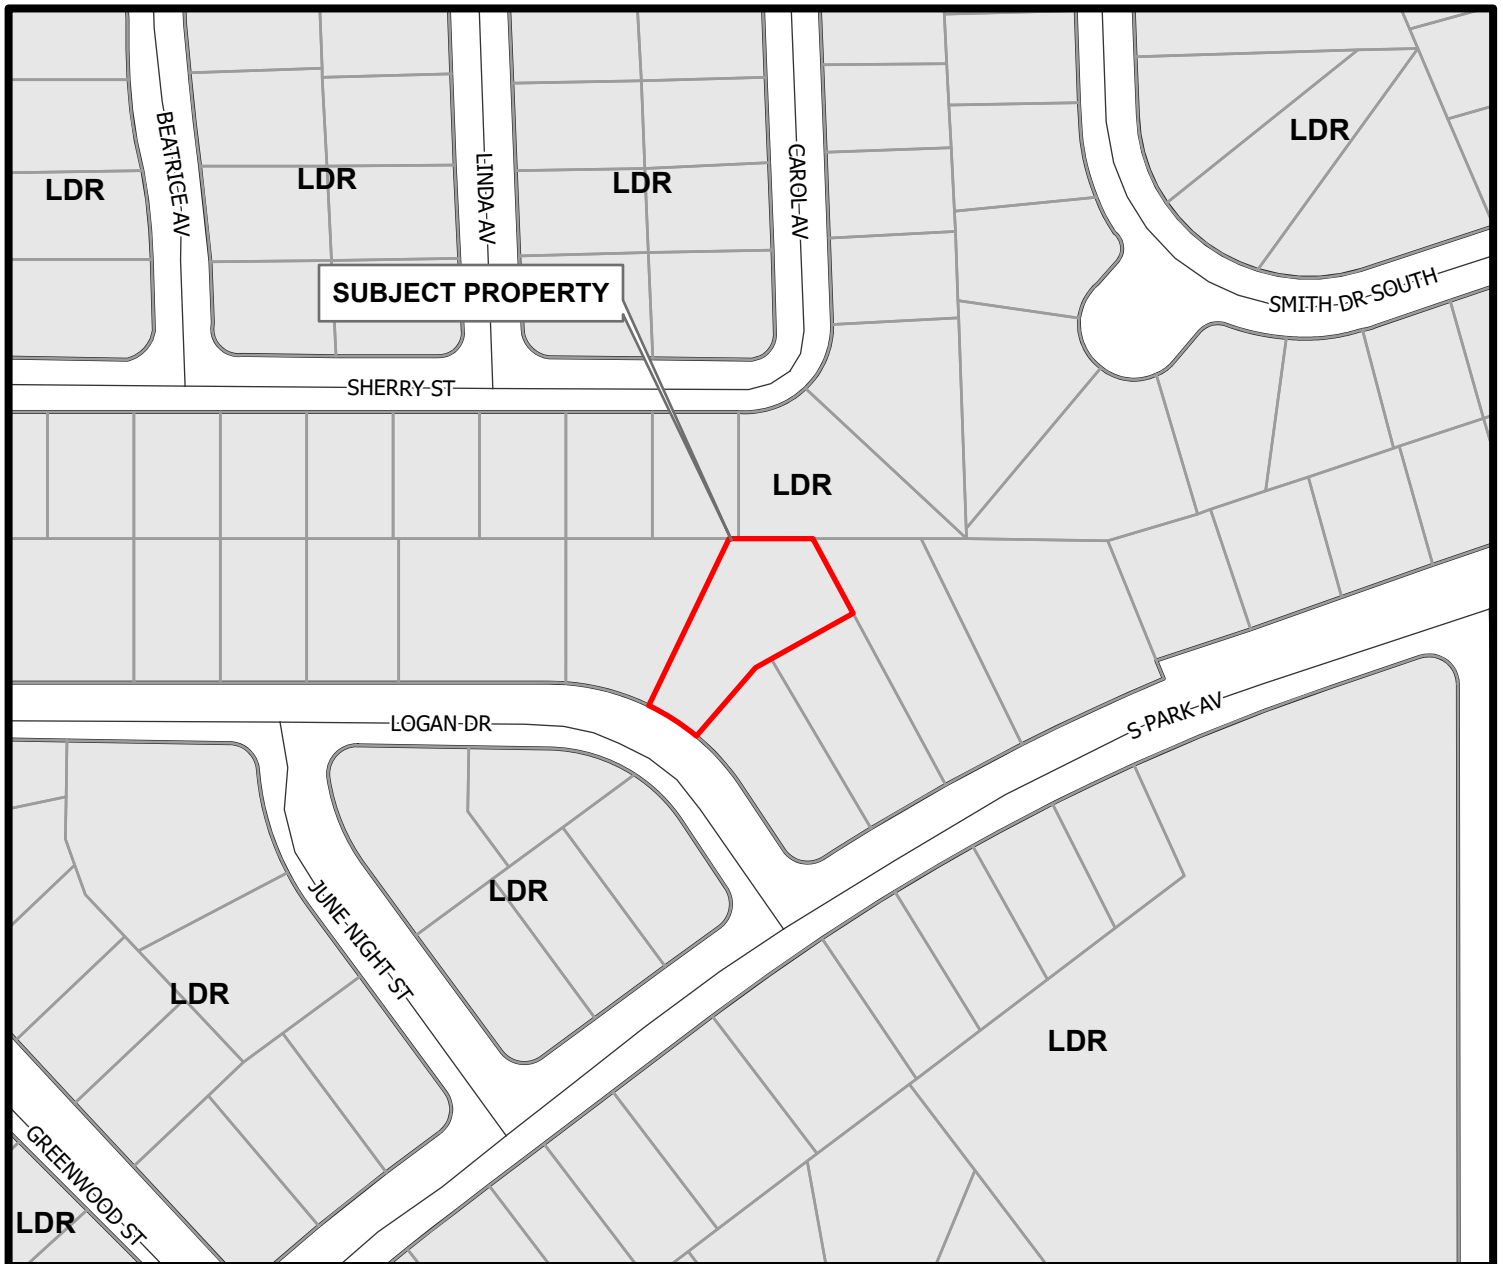 LDR
BEATRICE AV
LDR
LINDA AV
LDR
CAROL AV
LDR
SMITH DR SOUTH
SUBJECT PROPERTY
SHERRY ST
LDR
LOGAN DR
S PARK AV
LDR
JUNE NIGHT ST
LDR
LDR
GREENWOOD ST
LDR